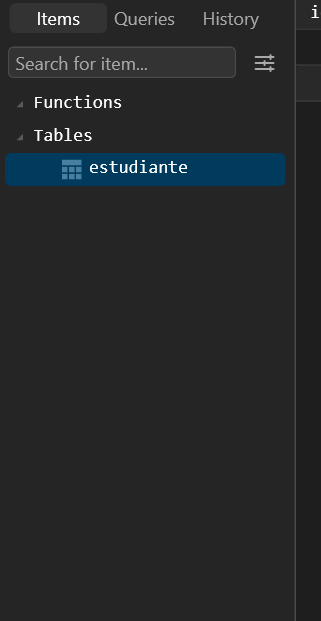 Items Queries History
i
Search for item...
Functions
Tables
estudiante